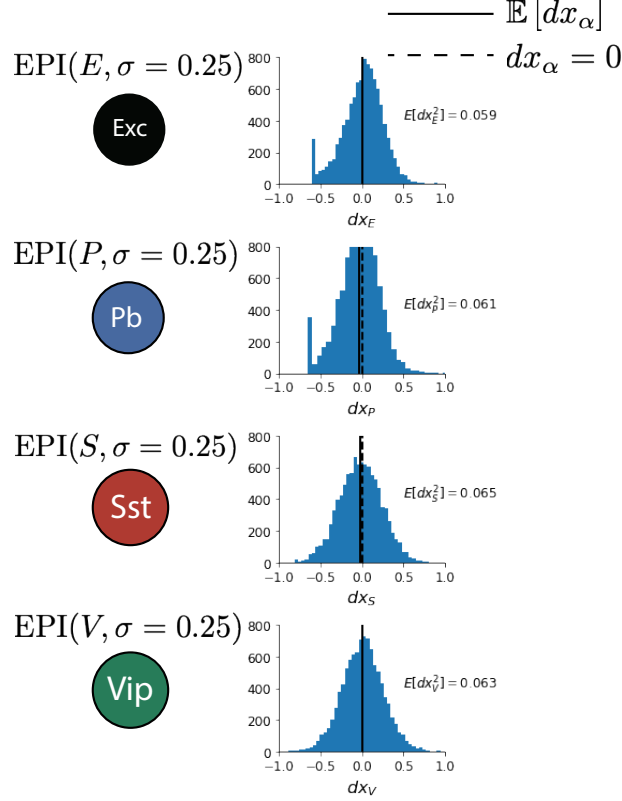 𝔼 [dx_α]
dx_α = 0
EPI(E, σ = 0.25)
Exc
800
600
400
200
0
E[dx_E^2] = 0.059
−1.0 −0.5 0.0 0.5 1.0
dx_E
EPI(P, σ = 0.25)
Pb
800
600
400
200
0
E[dx_P^2] = 0.061
−1.0 −0.5 0.0 0.5 1.0
dx_P
EPI(S, σ = 0.25)
Sst
800
600
400
200
0
E[dx_S^2] = 0.065
−1.0 −0.5 0.0 0.5 1.0
dx_S
EPI(V, σ = 0.25)
Vip
800
600
400
200
0
E[dx_V^2] = 0.063
−1.0 −0.5 0.0 0.5 1.0
dx_V